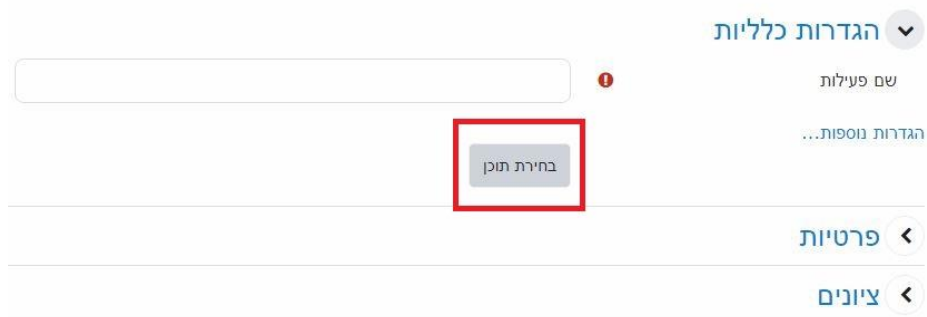 הגדרות כלליות
שם פעילות
הגדרות נוספות...
בחירת תוכן
פרטיות
ציונים